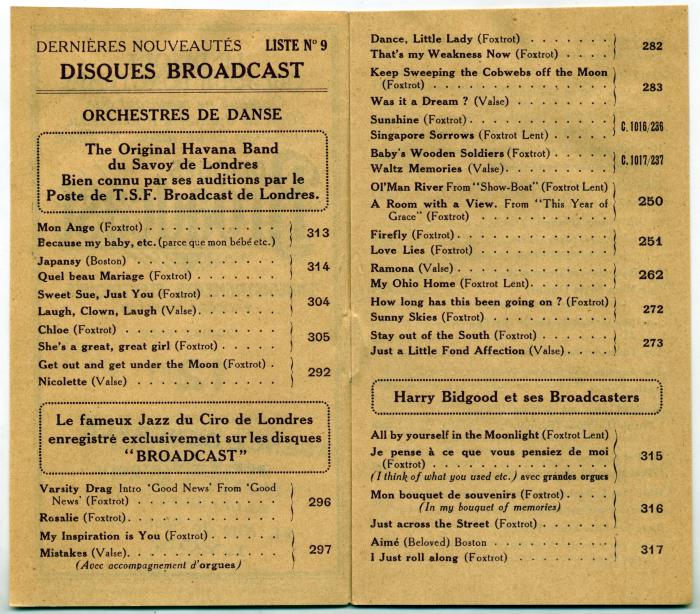 DERNIÈRES NOUVEAUTÉS LISTE Nº 9
DISQUES BROADCAST
ORCHESTRES DE DANSE
The Original Havana Band
du Savoy de Londres
Bien connu par ses auditions par le
Poste de T.S.F. Broadcast de Londres.
Mon Ange (Foxtrot) . . . . . . . . . 313
Because my baby, etc. (parce que mon bébé etc.)
Japansy (Boston) . . . . . . . . . . 314
Quel beau Mariage (Foxtrot) . . . . . . .
Sweet Sue, Just You (Foxtrot) . . . . . . 304
Laugh, Clown, Laugh (Valse) . . . . . . .
Chloe (Foxtrot) . . . . . . . . . . 305
She's a great, great girl (Foxtrot) . . . . .
Get out and get under the Moon (Foxtrot) . 292
Nicolette (Valse) . . . . . . . . . .
Le fameux Jazz du Ciro de Londres
enregistré exclusivement sur les disques
"BROADCAST"
Varsity Drag Intro 'Good News' From 'Good
News' (Foxtrot) . . . . . . . . . . 296
Rosalie (Foxtrot) . . . . . . . . . .
My Inspiration is You (Foxtrot) . . . . . 297
Mistakes (Valse) . . . . . . . . . .
(Avec accompagnement d'orgues)
Dance, Little Lady (Foxtrot) . . . . . . . 282
That's my Weakness Now (Foxtrot) . . . . .
Keep Sweeping the Cobwebs off the Moon
(Foxtrot) . . . . . . . . . . . . 283
Was it a Dream ? (Valse) . . . . . . . .
Sunshine (Foxtrot) . . . . . . . . . C. 1016/236
Singapore Sorrows (Foxtrot Lent) . . . . .
Baby's Wooden Soldiers (Foxtrot) . . . . . C. 1017/237
Waltz Memories (Valse) . . . . . . . .
Ol'Man River From "Show-Boat" (Foxtrot Lent)
A Room with a View. From "This Year of 250
Grace" (Foxtrot) . . . . . . . . .
Firefly (Foxtrot) . . . . . . . . . . 251
Love Lies (Foxtrot) . . . . . . . . .
Ramona (Valse) . . . . . . . . . . 262
My Ohio Home (Foxtrot Lent) . . . . . .
How long has this been going on ? (Foxtrot) 272
Sunny Skies (Foxtrot) . . . . . . . . .
Stay out of the South (Foxtrot) . . . . . 273
Just a Little Fond Affection (Valse) . . . .
Harry Bidgood et ses Broadcasters
All by yourself in the Moonlight (Foxtrot Lent)
Je pense à ce que vous pensiez de moi 315
(Foxtrot) . . . . . . . . . . . .
(I think of what you used etc.) avec grandes orgues
Mon bouquet de souvenirs (Foxtrot) . . . .
(In my bouquet of memories) 316
Just across the Street (Foxtrot) . . . . . .
Aimé (Beloved) Boston . . . . . . . . 317
I Just roll along (Foxtrot) . . . . . . .